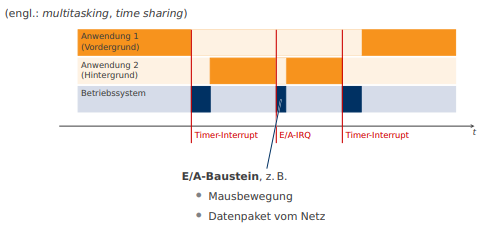 (engl.: multitasking, time sharing)
Anwendung 1
(Vordergrund)
Anwendung 2
(Hintergrund)
Betriebssystem
t
Timer-Interrupt
E/A-IRQ
Timer-Interrupt
E/A-Baustein, z. B.
• Mausbewegung
• Datenpaket vom Netz